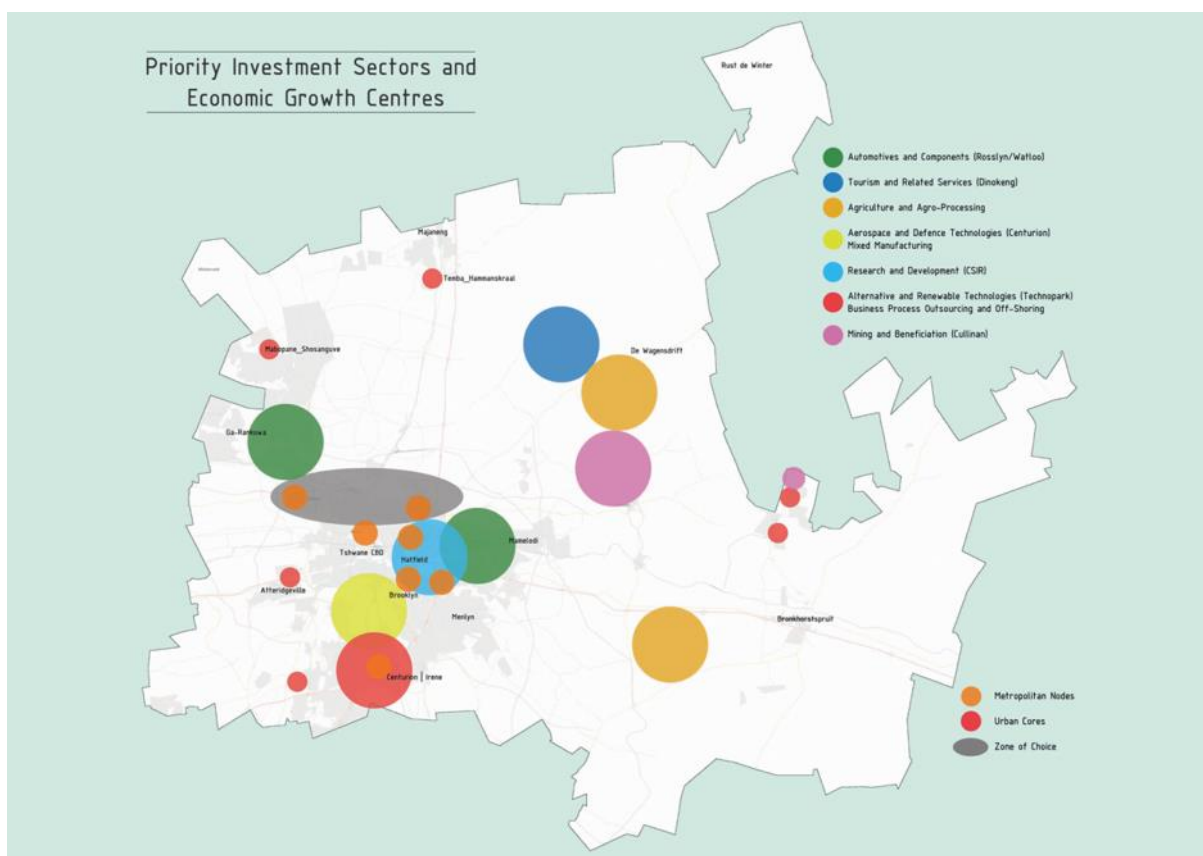 Priority Investment Sectors and
Economic Growth Centres
Rust de Winter
Automotives and Components (Rosslyn/Watloo)
Tourism and Related Services (Dinokeng)
Agriculture and Agro-Processing
Aerospace and Defence Technologies (Centurion)
Mixed Manufacturing
Research and Development (CSIR)
Alternative and Renewable Technologies (Technopark)
Business Process Outsourcing and Off-Shoring
Mining and Beneficiation (Cullinan)
Majaneng
Temba_Hammanskraal
Mabopane_Shosanguve
De Wagensdrift
Ga-Rankuwa
Tshwane CBD
Hatfield
Mamelodi
Atteridgeville
Brooklyn
Menlyn
Bronkhorstspruit
Centurion | Irene
Metropolitan Nodes
Urban Cores
Zone of Choice